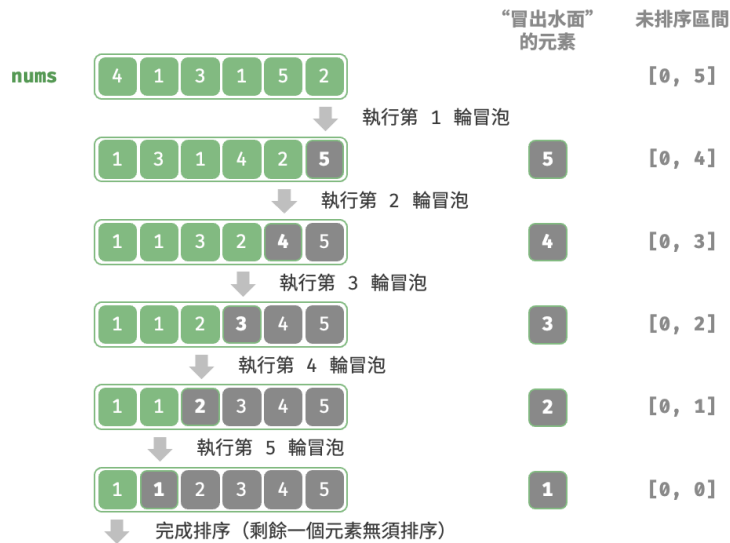 “冒出水面” 未排序區間
的元素
nums 4 1 3 1 5 2 [0, 5]
執行第 1 輪冒泡
1 3 1 4 2 5 5 [0, 4]
執行第 2 輪冒泡
1 1 3 2 4 5 4 [0, 3]
執行第 3 輪冒泡
1 1 2 3 4 5 3 [0, 2]
執行第 4 輪冒泡
1 1 2 3 4 5 2 [0, 1]
執行第 5 輪冒泡
1 1 2 3 4 5 1 [0, 0]
完成排序（剩餘一個元素無須排序）